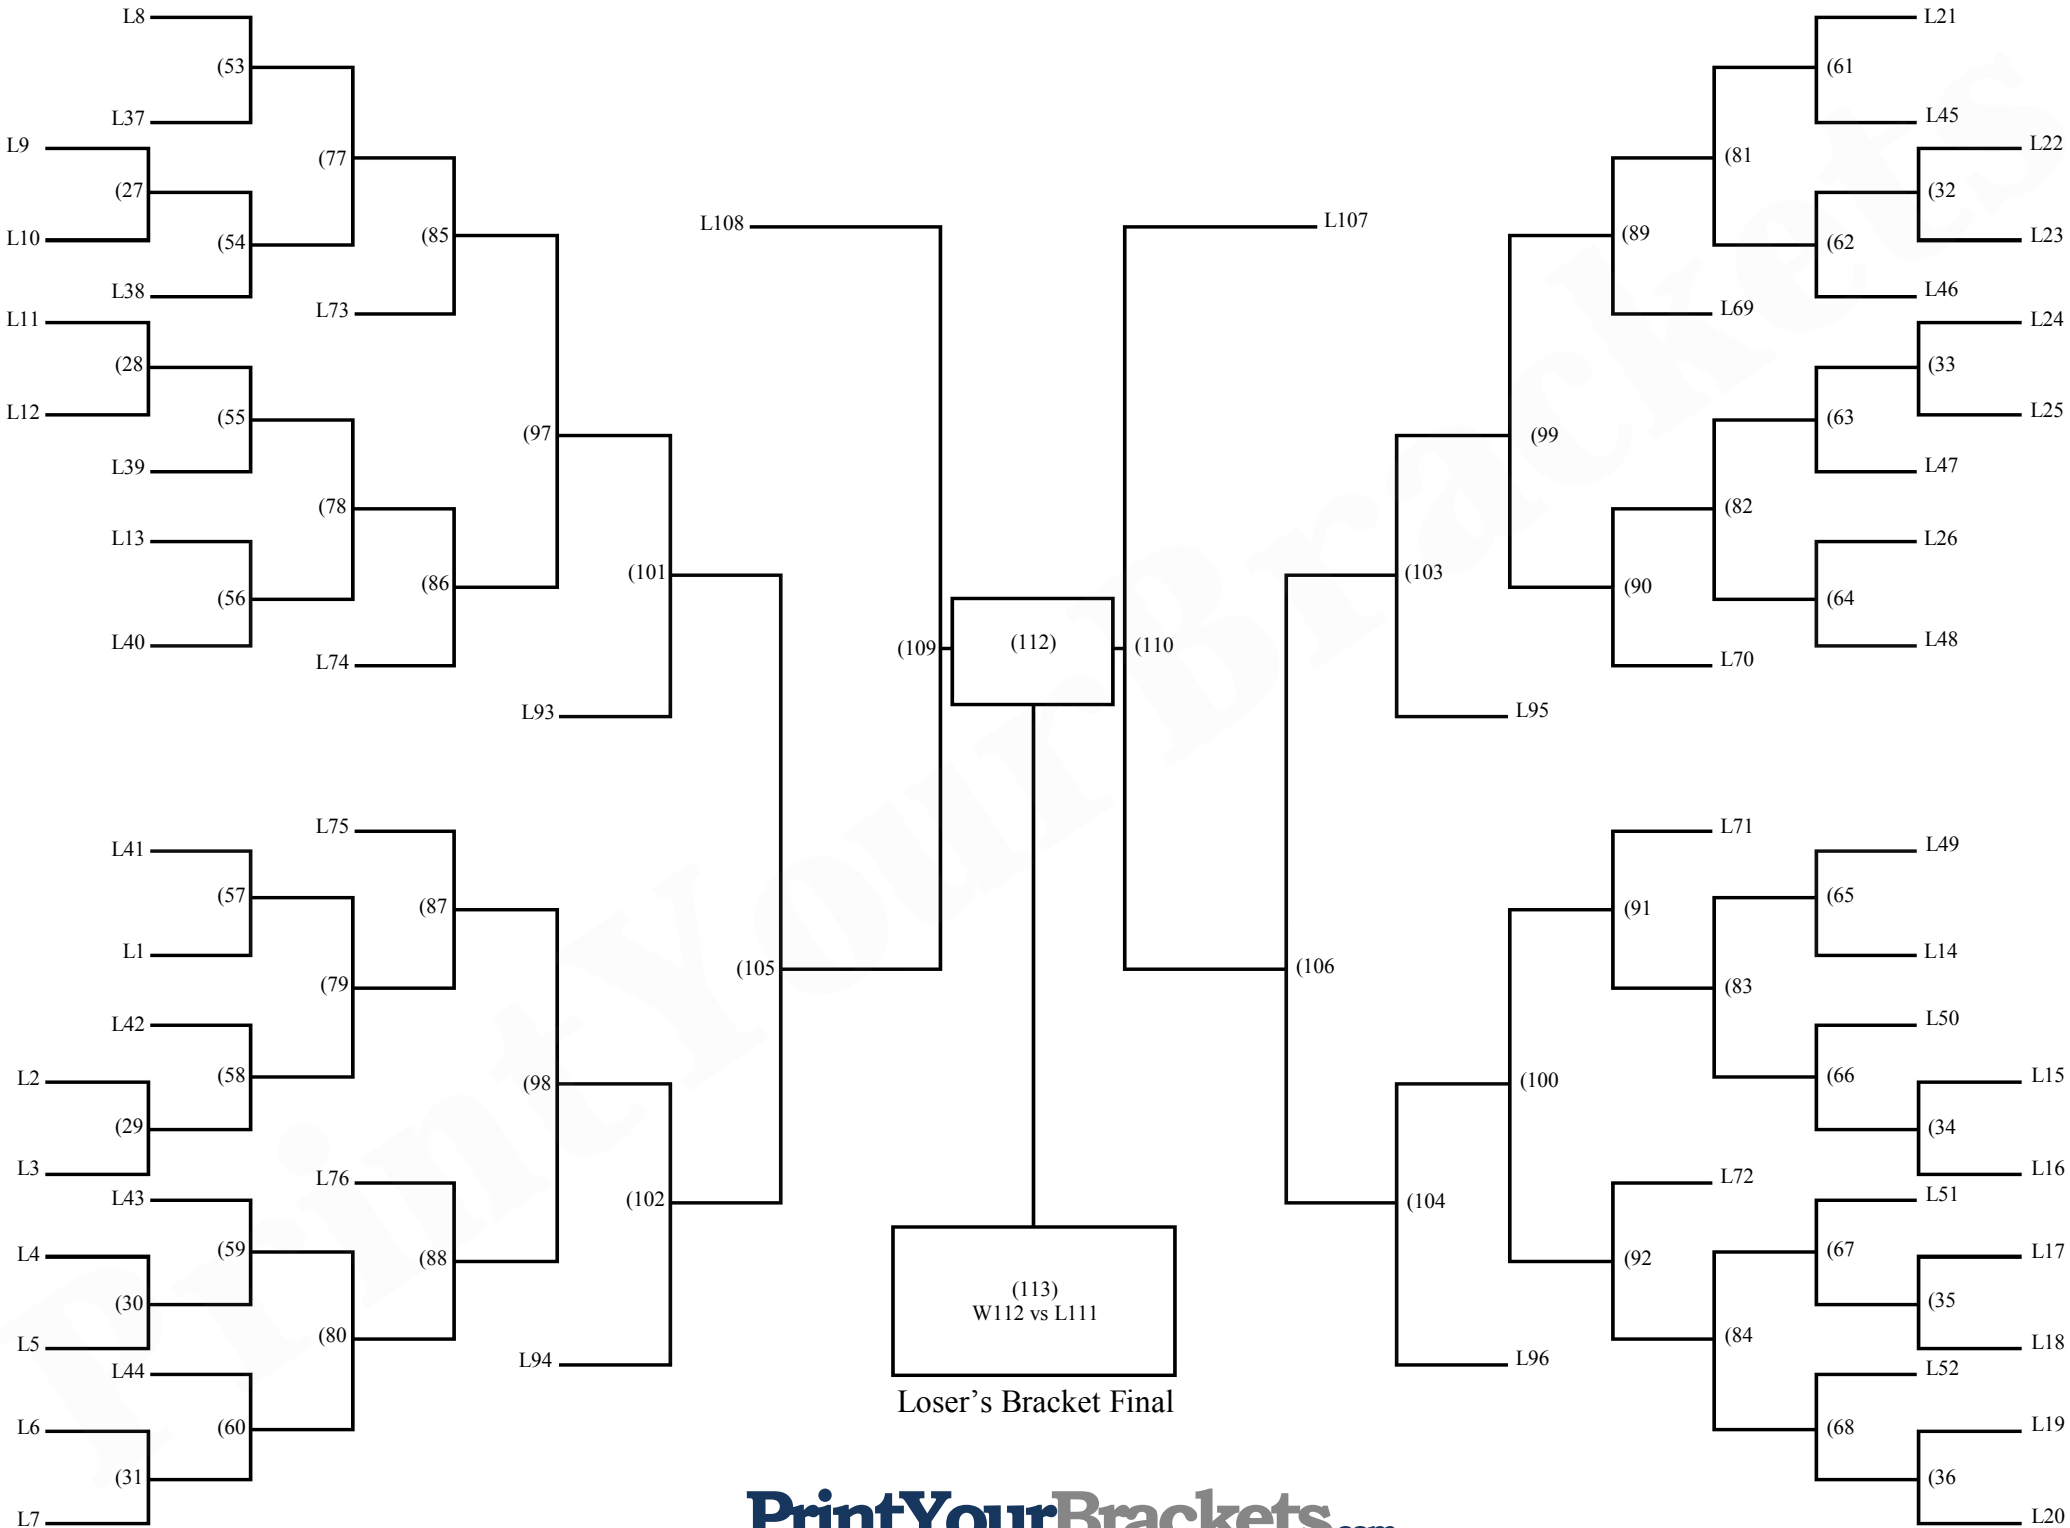 L8
(53
L37
L9
(27
L10
(54
L38
(77
(85
L73
L11
(28
L12
(55
L39
(78
L13
(56
L40
(86
L74
(97
(101
L93
L41
(57
L1
L75
(87
(79
L42
(58
L2
(29
L3
(98
L76
L43
(59
L4
(30
L5
(88
(80
L44
(60
L6
(31
L7
(102
L94
(105
L108
(109
(112)
L107
(110
(113)
W112 vs L111
Loser’s Bracket Final
L21
(61
L45
L22
(32
L23
(62
L46
(81
(89
L69
L24
(33
L25
(63
L47
(82
L26
(64
L48
(90
L70
(99
(103
L95
(106
L71
L49
(65
L14
(91
(83
L50
(66
L15
(34
L16
(100
L72
L51
(67
L17
(35
L18
(92
(84
L52
(68
L19
(36
L20
(104
L96
PrintYourBrackets.com
PrintYourBrackets